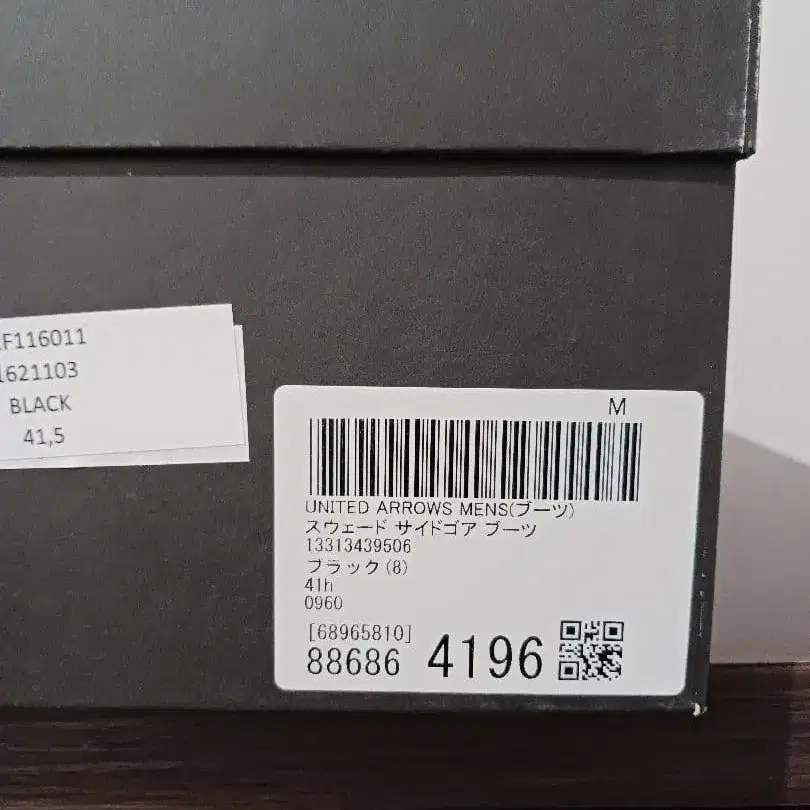 F116011
1621103
BLACK
41,5
M
UNITED ARROWS MENS(ブーツ)
スウェード サイドゴア ブーツ
13313439506
ブラック(8)
41h
0960
[68965810]
88686 4196